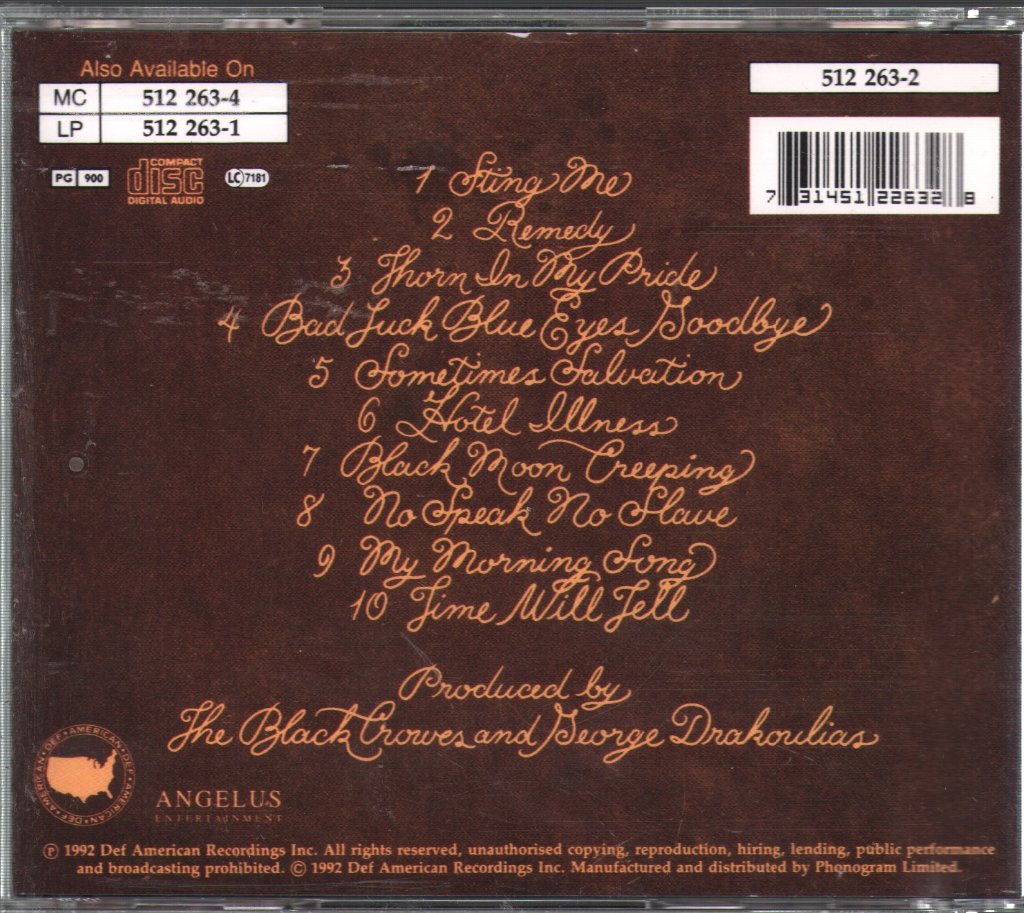 Also Available On
MC 512 263-4
LP 512 263-1
512 263-2
PG 900
COMPACT
disc
DIGITAL AUDIO
LC 7181
7 31451 22632 8
1 Sting Me
2 Remedy
3 Thorn In My Pride
4 Bad Luck Blue Eyes Goodbye
5 Sometimes Salvation
6 Hotel Illness
7 Black Moon Creeping
8 No Speak No Slave
9 My Morning Song
10 Time Will Tell
Produced by
The Black Crowes and George Drakoulias
DEF AMERICAN • DEF AMERICAN • DEF AMERICAN •
ANGELUS
ENTERTAINMENT
Ⓟ 1992 Def American Recordings Inc. All rights reserved, unauthorised copying, reproduction, hiring, lending, public performance
and broadcasting prohibited. © 1992 Def American Recordings Inc. Manufactured and distributed by Phonogram Limited.